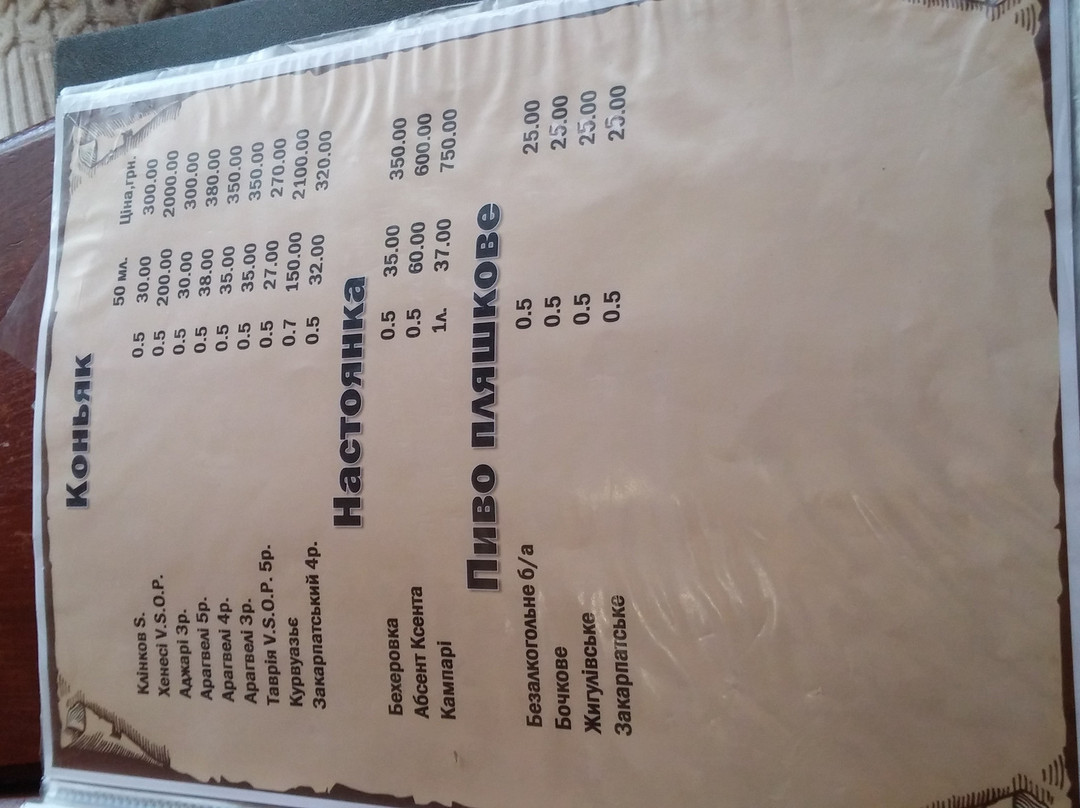 Коньяк
50 мл. Ціна,грн.
Клінков S. 0.5 30.00 300.00
Хенесі V.S.O.P. 0.5 200.00 2000.00
Аджарі 3р. 0.5 30.00 300.00
Арагвелі 5р. 0.5 38.00 380.00
Арагвелі 4р. 0.5 35.00 350.00
Арагвелі 3р. 0.5 35.00 350.00
Таврія V.S.O.P. 5р. 0.5 27.00 270.00
Курвуазьє 0.7 150.00 2100.00
Закарпатський 4р. 0.5 32.00 320.00
Настоянка
Бехеровка 0.5 35.00 350.00
Абсент Ксента 0.5 60.00 600.00
Кампарі 1л. 37.00 750.00
Пиво пляшкове
Безалкогольне б/а 0.5 25.00
Бочкове 0.5 25.00
Жигулівське 0.5 25.00
Закарпатське 0.5 25.00